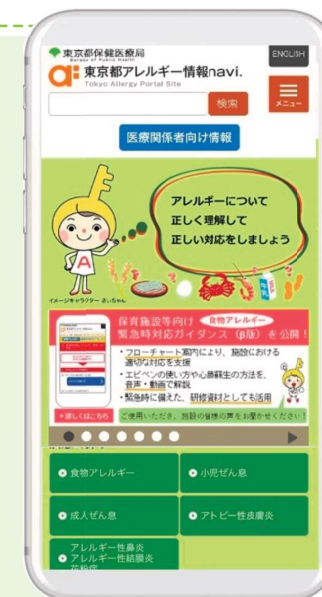 東京都保健医療局
Bureau of Public Health
ENGLISH
東京都アレルギー情報navi.
Tokyo Allergy Portal Site
検索
メニュー
医療関係者向け情報
アレルギーについて
正しく理解して
正しい対応をしましょう
A
牛乳
イメージキャラクター あぃちゃん
保育施設等向け 食物アレルギー
緊急時対応ガイダンス（β版）を公開！
・フローチャート案内により、施設における
適切な対応を支援
・エピペンの使い方や心肺蘇生の方法を、
音声・動画で解説
・緊急時に備えた、研修資材としても活用
詳しくはこちら
ご使用いただき、施設の皆様の声をお聞かせください！
食物アレルギー
小児ぜん息
成人ぜん息
アトピー性皮膚炎
アレルギー性鼻炎
アレルギー性結膜炎
花粉症